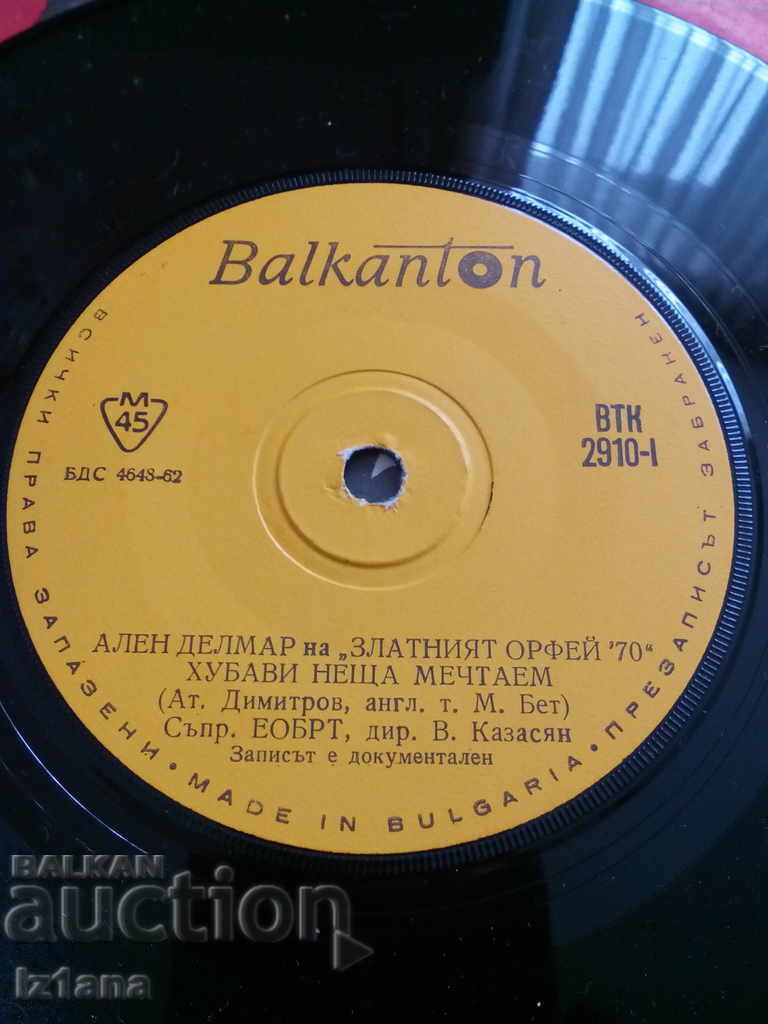 Balkanton
M
45
БДС 4648-62
ВТК
2910-I
АЛЕН ДЕЛМАР на „ЗЛАТНИЯТ ОРФЕЙ '70“
ХУБАВИ НЕЩА МЕЧТАЕМ
(Ат. Димитров, англ. т. М. Бет)
Съпр. ЕОБРТ, дир. В. Казасян
Записът е документален
ВСИЧКИ ПРАВА ЗАПАЗЕНИ • MADE IN BULGARIA • ПРЕЗАПИСЪТ ЗАБРАНЕН
BALKAN
auction
Iz1ana